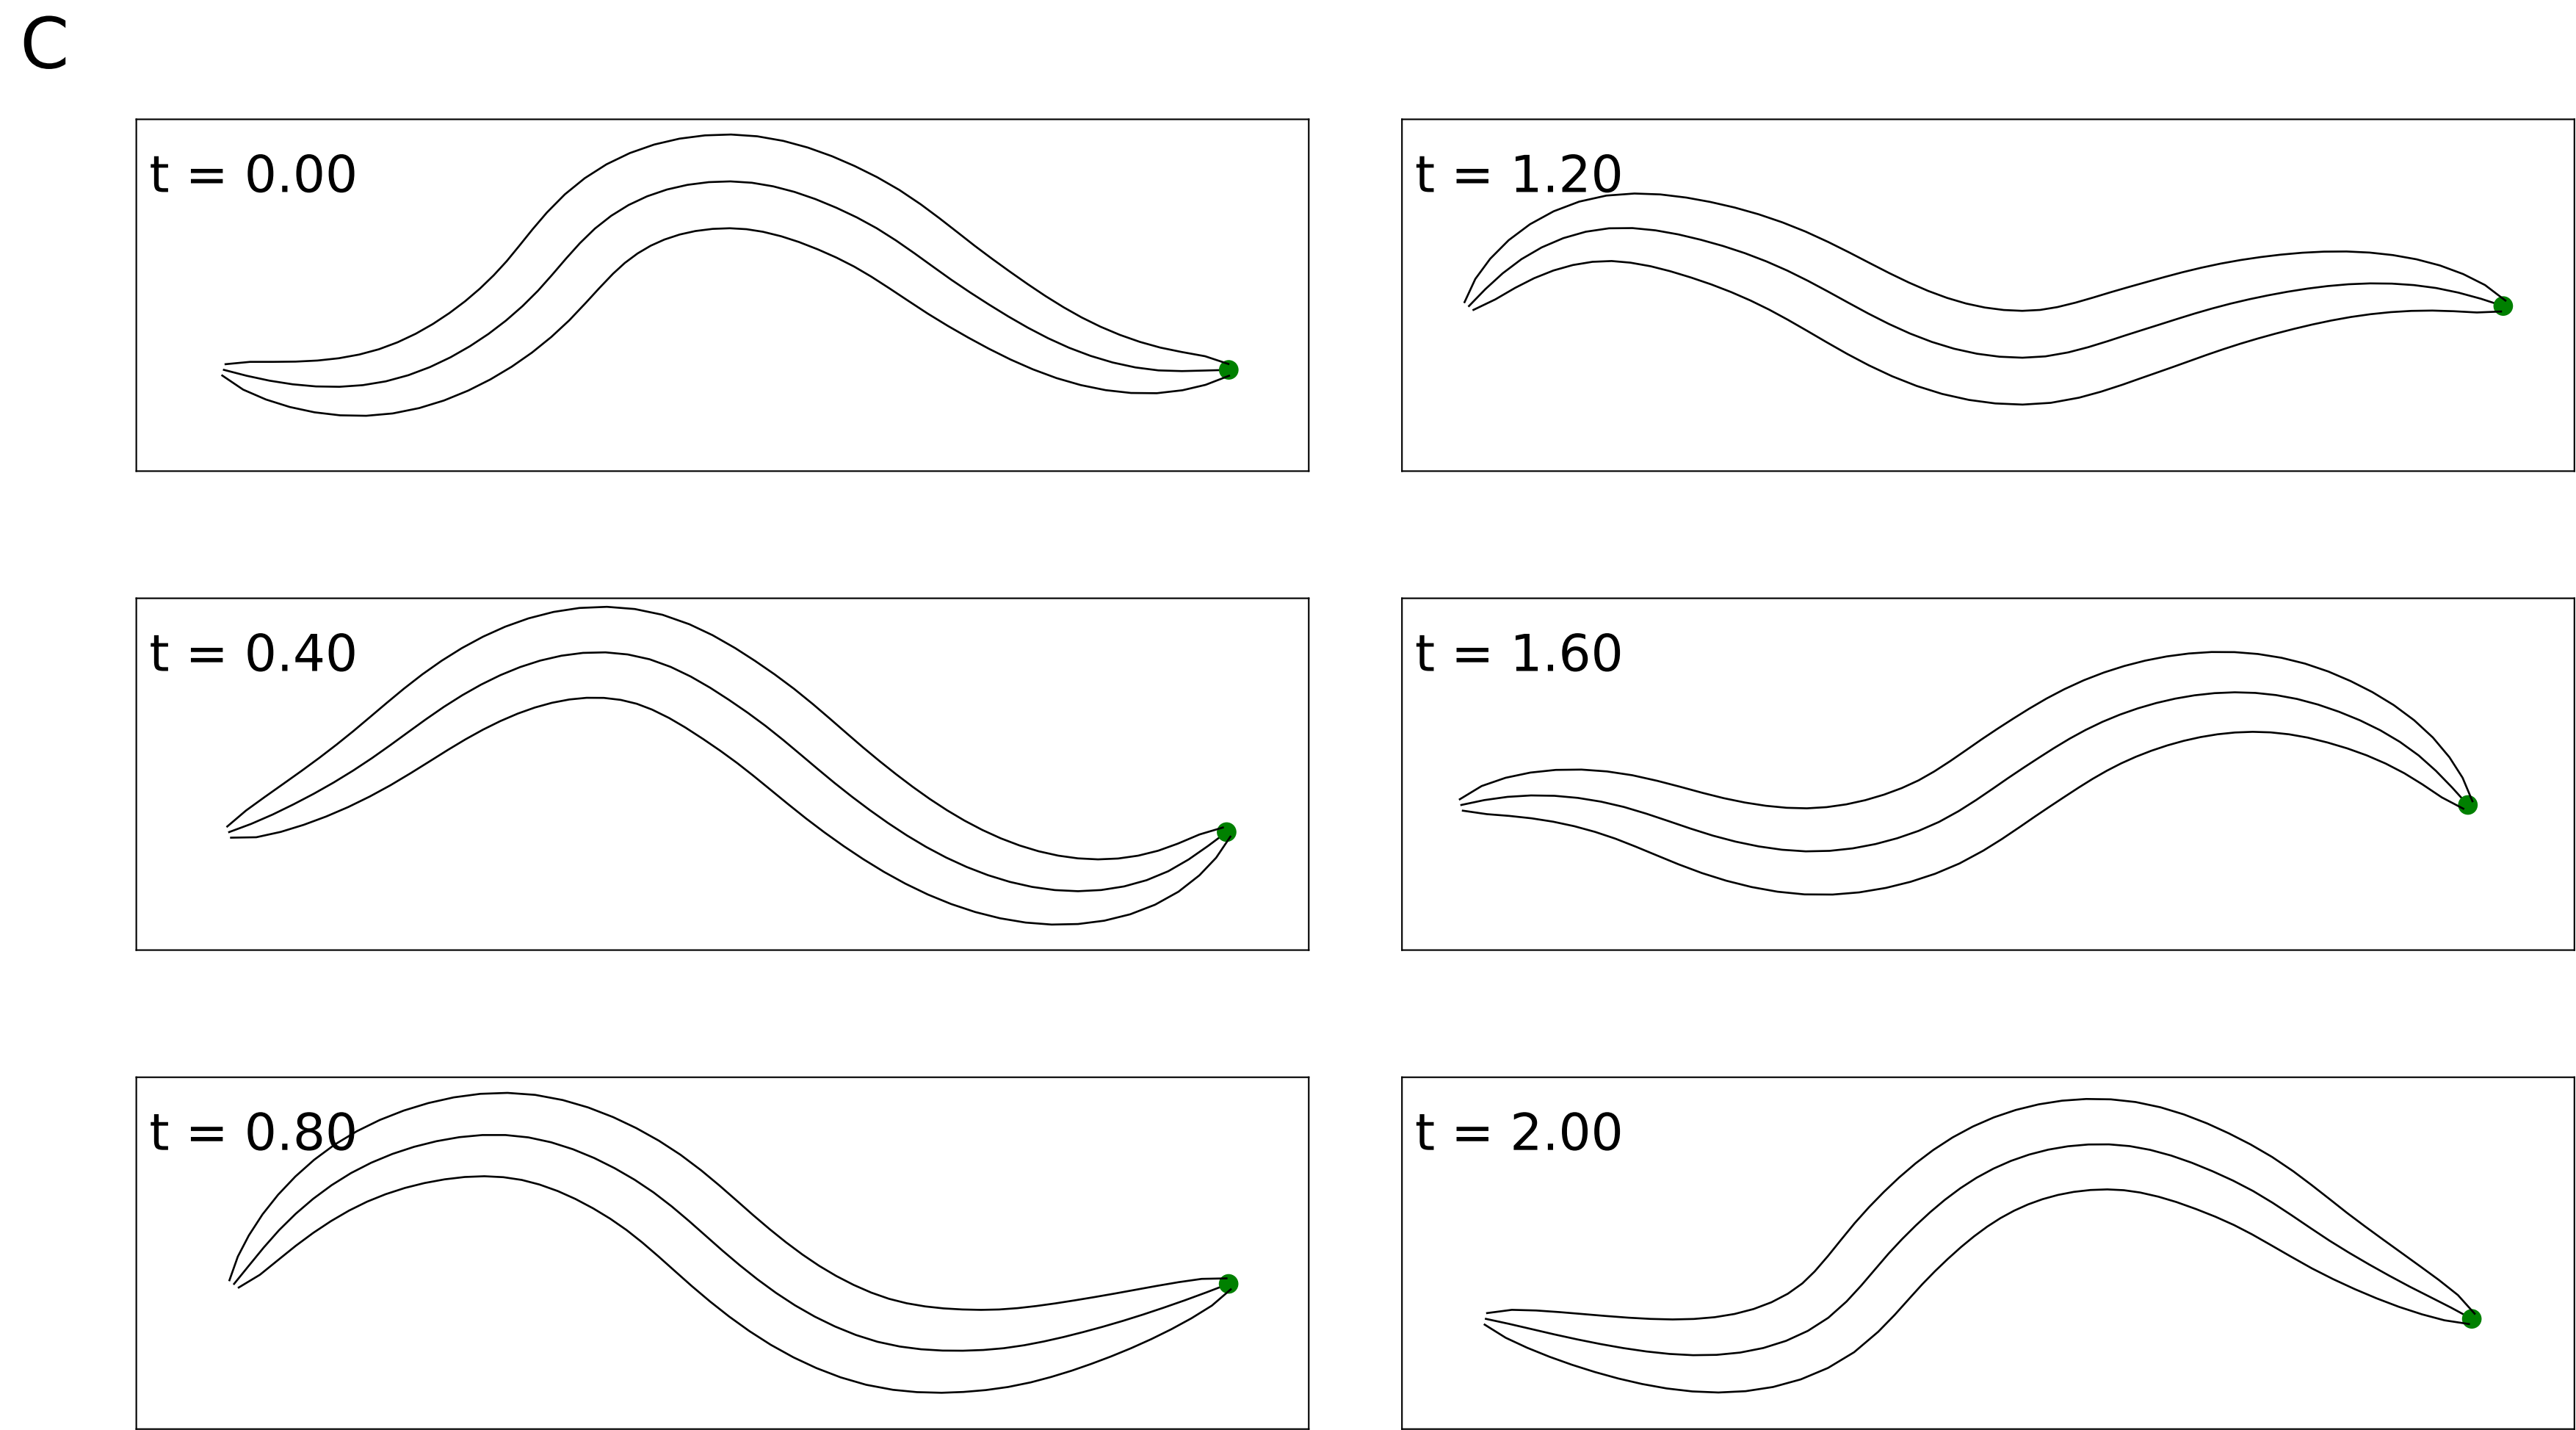 C
t = 0.00
t = 1.20
t = 0.40
t = 1.60
t = 0.80
t = 2.00